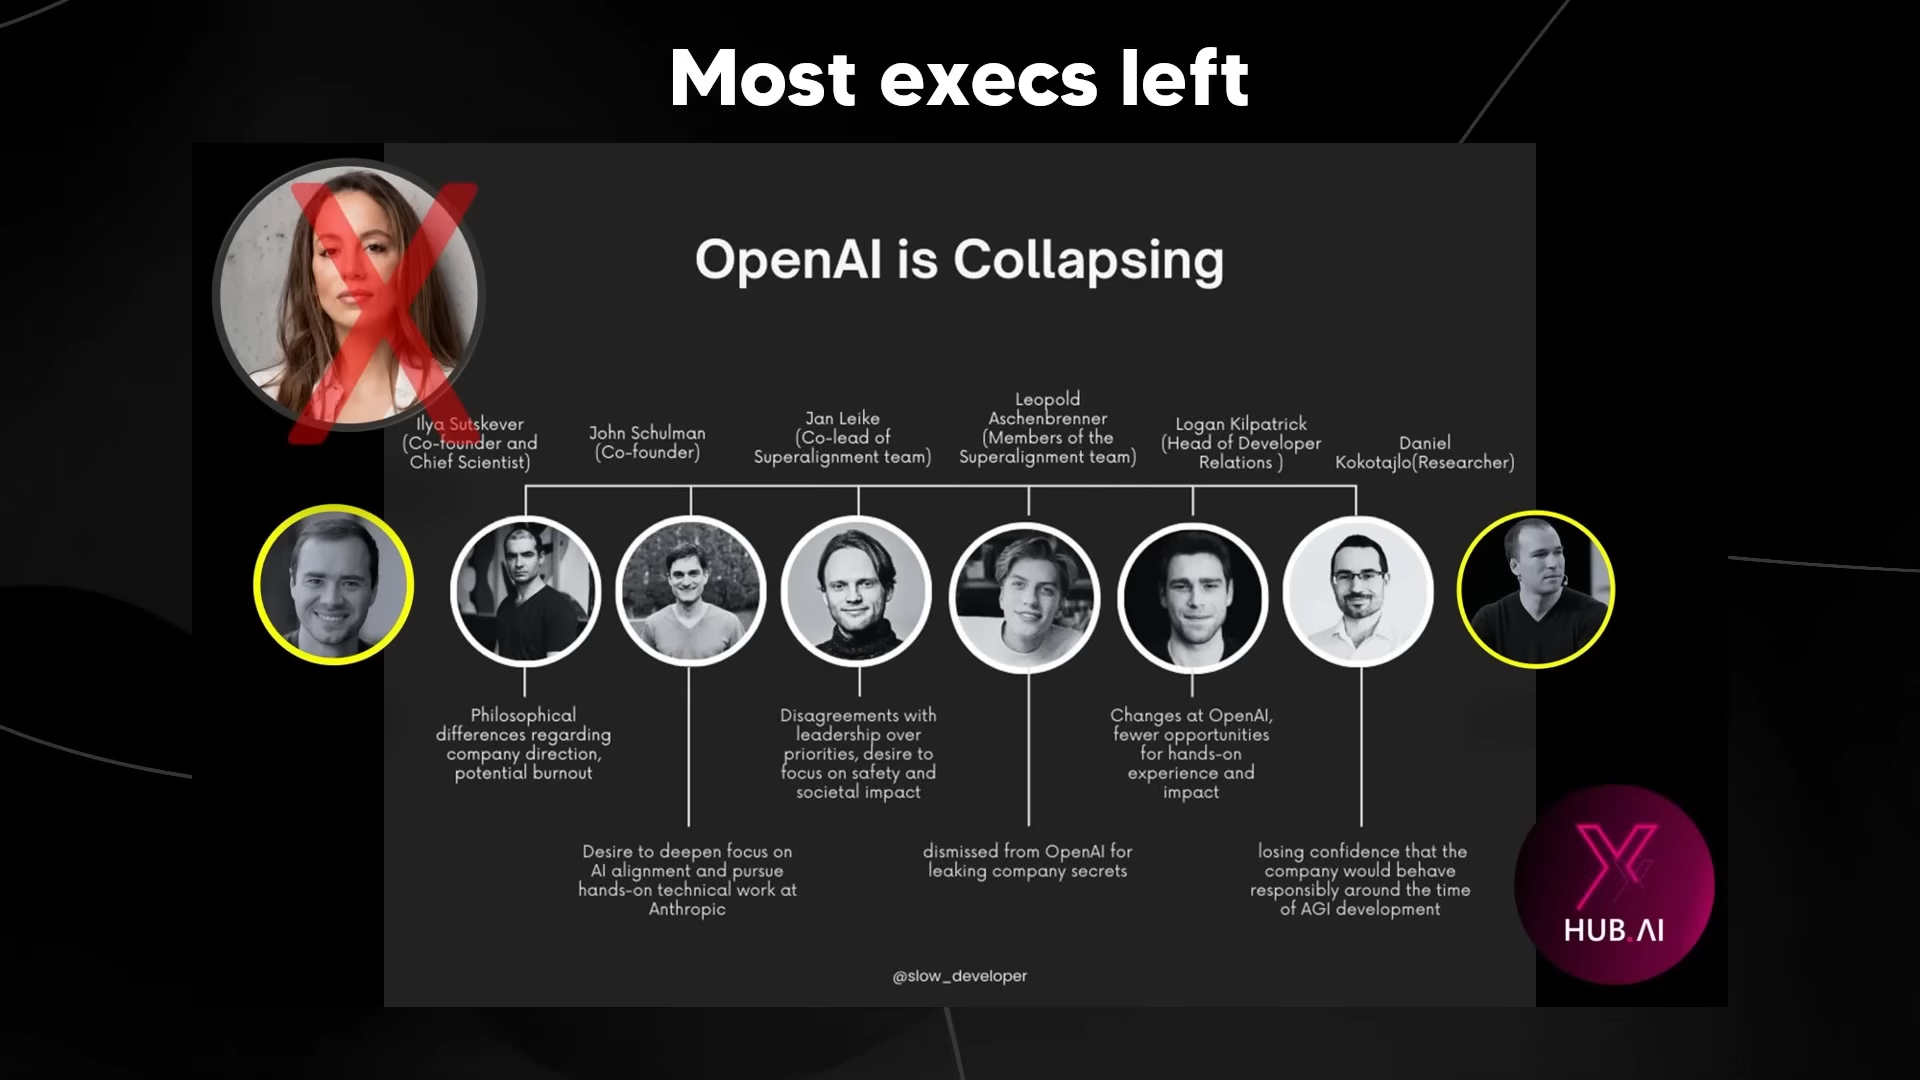 Most execs left
OpenAI is Collapsing
Ilya Sutskever
(Co-founder and
Chief Scientist)
John Schulman
(Co-founder)
Jan Leike
(Co-lead of
Superalignment team)
Leopold
Aschenbrenner
(Members of the
Superalignment team)
Logan Kilpatrick
(Head of Developer
Relations )
Daniel
Kokotajlo(Researcher)
Philosophical
differences regarding
company direction,
potential burnout
Desire to deepen focus on
AI alignment and pursue
hands-on technical work at
Anthropic
Disagreements with
leadership over
priorities, desire to
focus on safety and
societal impact
dismissed from OpenAI for
leaking company secrets
Changes at OpenAI,
fewer opportunities
for hands-on
experience and
impact
losing confidence that the
company would behave
responsibly around the time
of AGI development
@slow_developer
HUB.AI